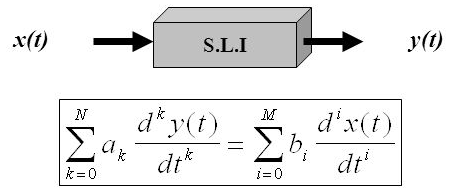 x(t) S.L.I y(t)
\sum_{k=0}^{N} a_k \frac{d^k y(t)}{dt^k} = \sum_{i=0}^{M} b_i \frac{d^i x(t)}{dt^i}